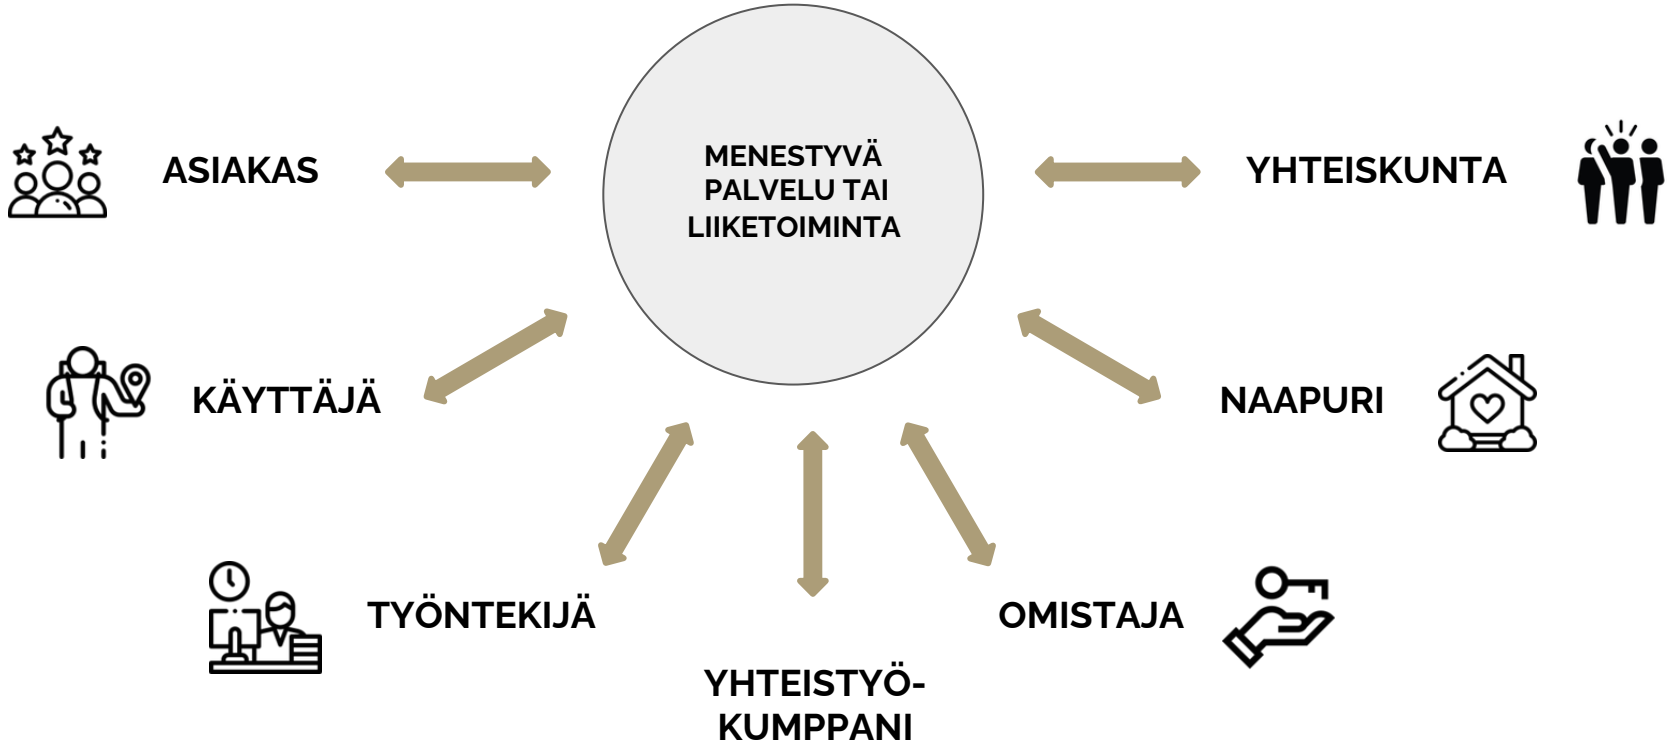 MENESTYVÄ
PALVELU TAI
LIIKETOIMINTA
ASIAKAS
YHTEISKUNTA
KÄYTTÄJÄ
NAAPURI
TYÖNTEKIJÄ
OMISTAJA
YHTEISTYÖ-
KUMPPANI